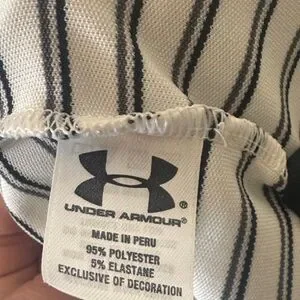 ®
UNDER ARMOUR®
MADE IN PERU
95% POLYESTER
5% ELASTANE
EXCLUSIVE OF DECORATION